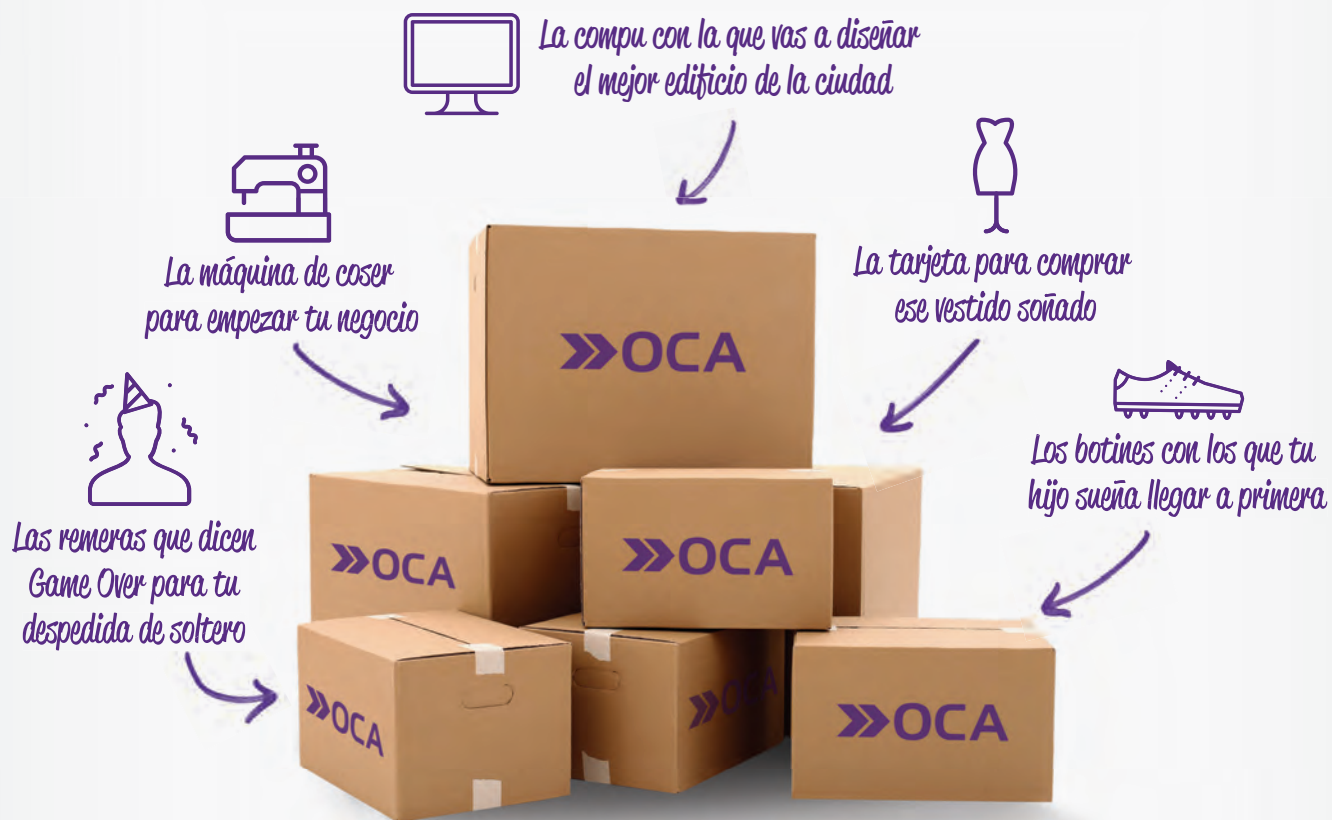 La compu con la que vas a diseñar
el mejor edificio de la ciudad
La máquina de coser
para empezar tu negocio
La tarjeta para comprar
ese vestido soñado
Los botines con los que tu
hijo sueña llegar a primera
Las remeras que dicen
Game Over para tu
despedida de soltero
OCA
OCA
OCA
OCA
OCA
OCA